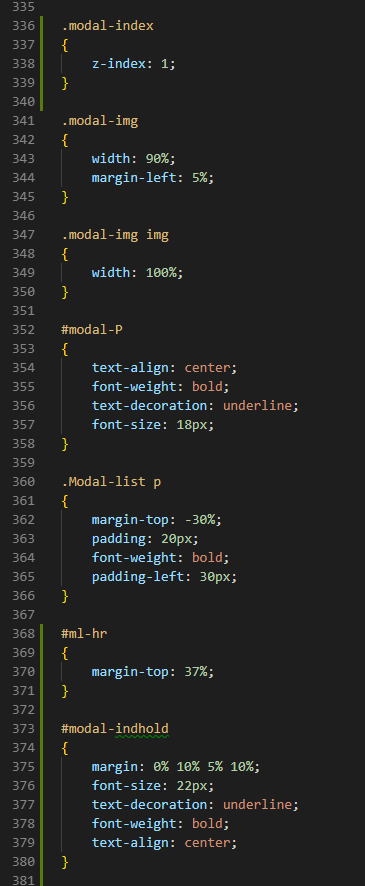 335
336 .modal-index
337 {
338     z-index: 1;
339 }
340
341 .modal-img
342 {
343     width: 90%;
344     margin-left: 5%;
345 }
346
347 .modal-img img
348 {
349     width: 100%;
350 }
351
352 #modal-P
353 {
354     text-align: center;
355     font-weight: bold;
356     text-decoration: underline;
357     font-size: 18px;
358 }
359
360 .Modal-list p
361 {
362     margin-top: -30%;
363     padding: 20px;
364     font-weight: bold;
365     padding-left: 30px;
366 }
367
368 #ml-hr
369 {
370     margin-top: 37%;
371 }
372
373 #modal-indhold
374 {
375     margin: 0% 10% 5% 10%;
376     font-size: 22px;
377     text-decoration: underline;
378     font-weight: bold;
379     text-align: center;
380 }
381